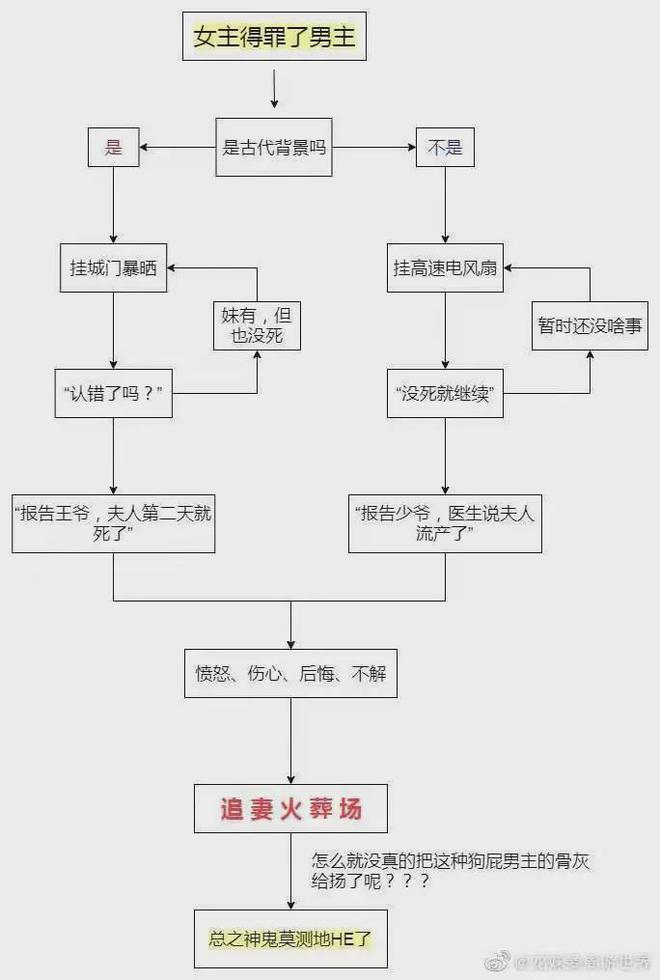 女主得罪了男主
是
是古代背景吗
不是
挂城门暴晒
挂高速电风扇
妹有，但
也没死
暂时还没啥事
“认错了吗？”
“没死就继续”
“报告王爷，夫人第二天就
死了”
“报告少爷，医生说夫人
流产了”
愤怒、伤心、后悔、不解
追妻火葬场
怎么就没真的把这种狗屁男主的骨灰
给扬了呢？？？
总之神鬼莫测地HE了